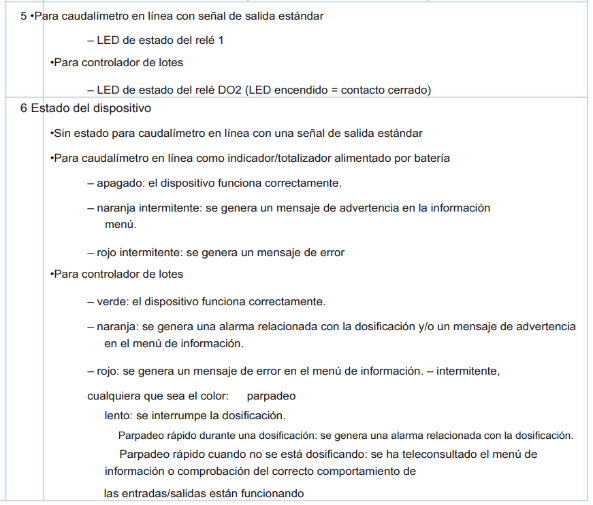 5 •Para caudalímetro en línea con señal de salida estándar
– LED de estado del relé 1
•Para controlador de lotes
– LED de estado del relé DO2 (LED encendido = contacto cerrado)
6 Estado del dispositivo
•Sin estado para caudalímetro en línea con una señal de salida estándar
•Para caudalímetro en línea como indicador/totalizador alimentado por batería
– apagado: el dispositivo funciona correctamente.
– naranja intermitente: se genera un mensaje de advertencia en la información
menú.
– rojo intermitente: se genera un mensaje de error
•Para controlador de lotes
– verde: el dispositivo funciona correctamente.
– naranja: se genera una alarma relacionada con la dosificación y/o un mensaje de advertencia
en el menú de información.
– rojo: se genera un mensaje de error en el menú de información. – intermitente,
cualquiera que sea el color: parpadeo
lento: se interrumpe la dosificación.
Parpadeo rápido durante una dosificación: se genera una alarma relacionada con la dosificación.
Parpadeo rápido cuando no se está dosificando: se ha teleconsultado el menú de
información o comprobación del correcto comportamiento de
las entradas/salidas están funcionando